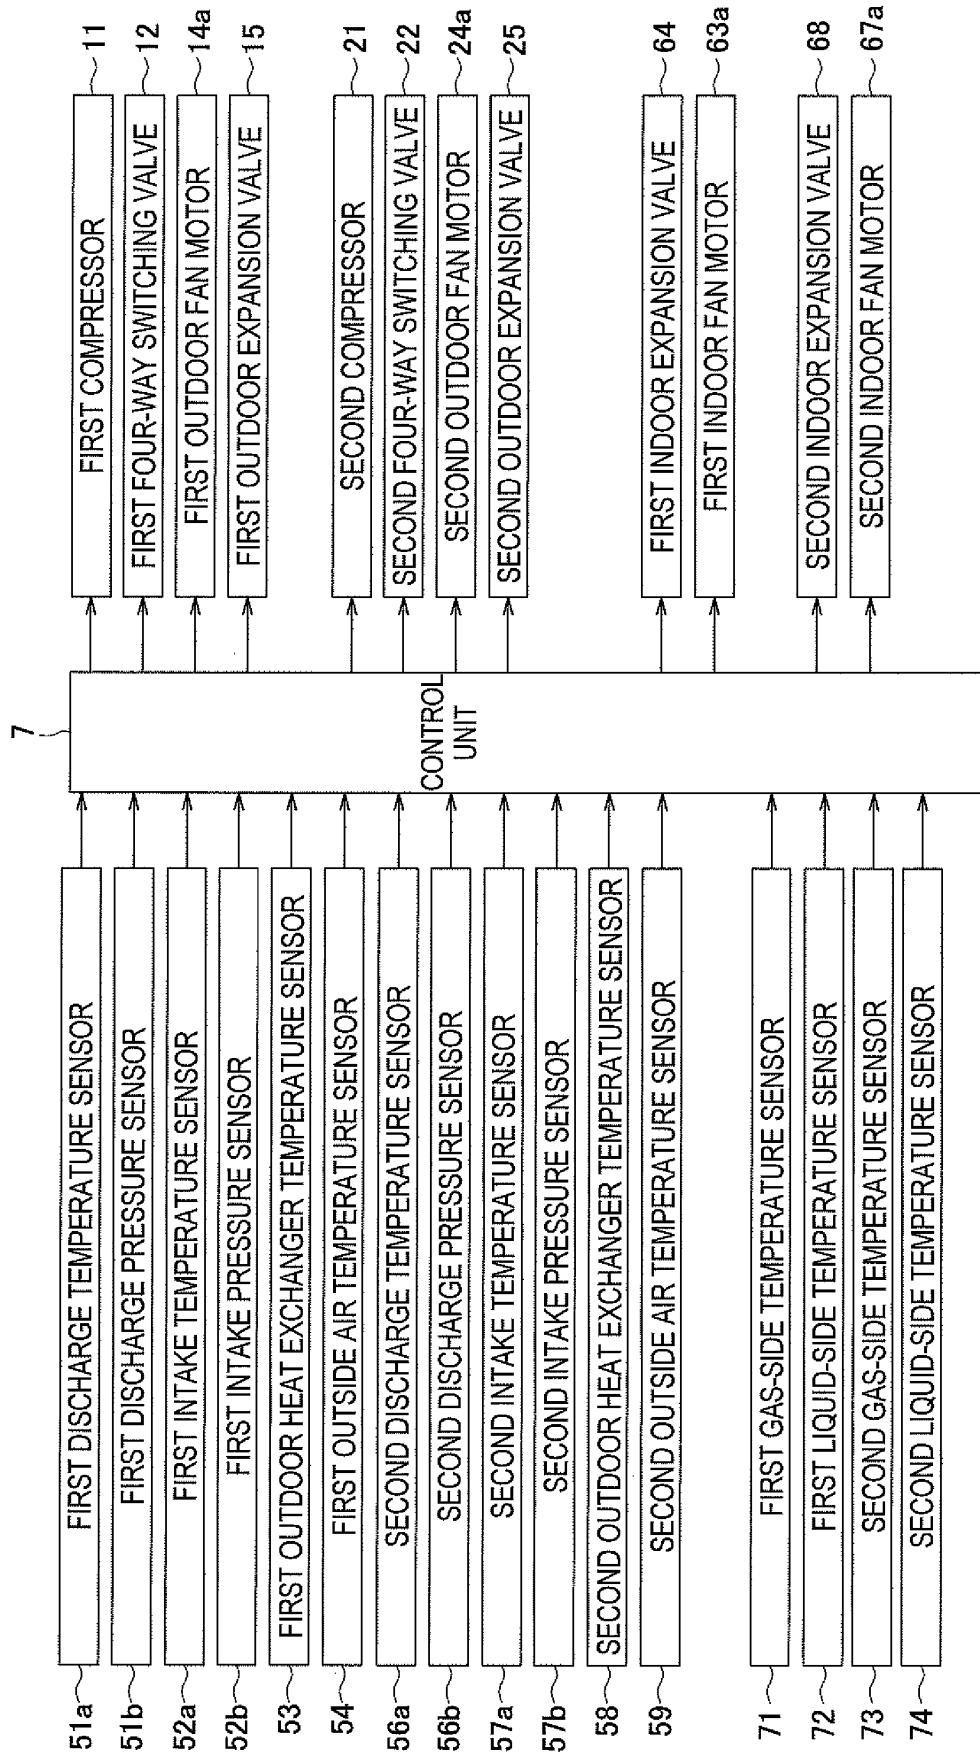 7
51a
FIRST DISCHARGE TEMPERATURE SENSOR
51b
FIRST DISCHARGE PRESSURE SENSOR
52a
FIRST INTAKE TEMPERATURE SENSOR
52b
FIRST INTAKE PRESSURE SENSOR
53
FIRST OUTDOOR HEAT EXCHANGER TEMPERATURE SENSOR
54
FIRST OUTSIDE AIR TEMPERATURE SENSOR
56a
SECOND DISCHARGE TEMPERATURE SENSOR
56b
SECOND DISCHARGE PRESSURE SENSOR
57a
SECOND INTAKE TEMPERATURE SENSOR
57b
SECOND INTAKE PRESSURE SENSOR
58
SECOND OUTDOOR HEAT EXCHANGER TEMPERATURE SENSOR
59
SECOND OUTSIDE AIR TEMPERATURE SENSOR
71
FIRST GAS-SIDE TEMPERATURE SENSOR
72
FIRST LIQUID-SIDE TEMPERATURE SENSOR
73
SECOND GAS-SIDE TEMPERATURE SENSOR
74
SECOND LIQUID-SIDE TEMPERATURE SENSOR
CONTROL
UNIT
FIRST COMPRESSOR
11
FIRST FOUR-WAY SWITCHING VALVE
12
FIRST OUTDOOR FAN MOTOR
14a
FIRST OUTDOOR EXPANSION VALVE
15
SECOND COMPRESSOR
21
SECOND FOUR-WAY SWITCHING VALVE
22
SECOND OUTDOOR FAN MOTOR
24a
SECOND OUTDOOR EXPANSION VALVE
25
FIRST INDOOR EXPANSION VALVE
64
FIRST INDOOR FAN MOTOR
63a
SECOND INDOOR EXPANSION VALVE
68
SECOND INDOOR FAN MOTOR
67a